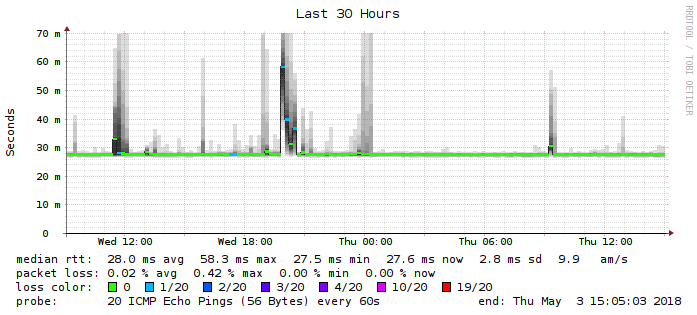 Last 30 Hours
RRDTOOL / TOBI OETIKER
Seconds
70 m
60 m
50 m
40 m
30 m
20 m
10 m
0
Wed 12:00 Wed 18:00 Thu 00:00 Thu 06:00 Thu 12:00
median rtt: 28.0 ms avg 58.3 ms max 27.5 ms min 27.6 ms now 2.8 ms sd 9.9 am/s
packet loss: 0.02 % avg 0.42 % max 0.00 % min 0.00 % now
loss color: 0 1/20 2/20 3/20 4/20 10/20 19/20
probe: 20 ICMP Echo Pings (56 Bytes) every 60s end: Thu May 3 15:05:03 2018